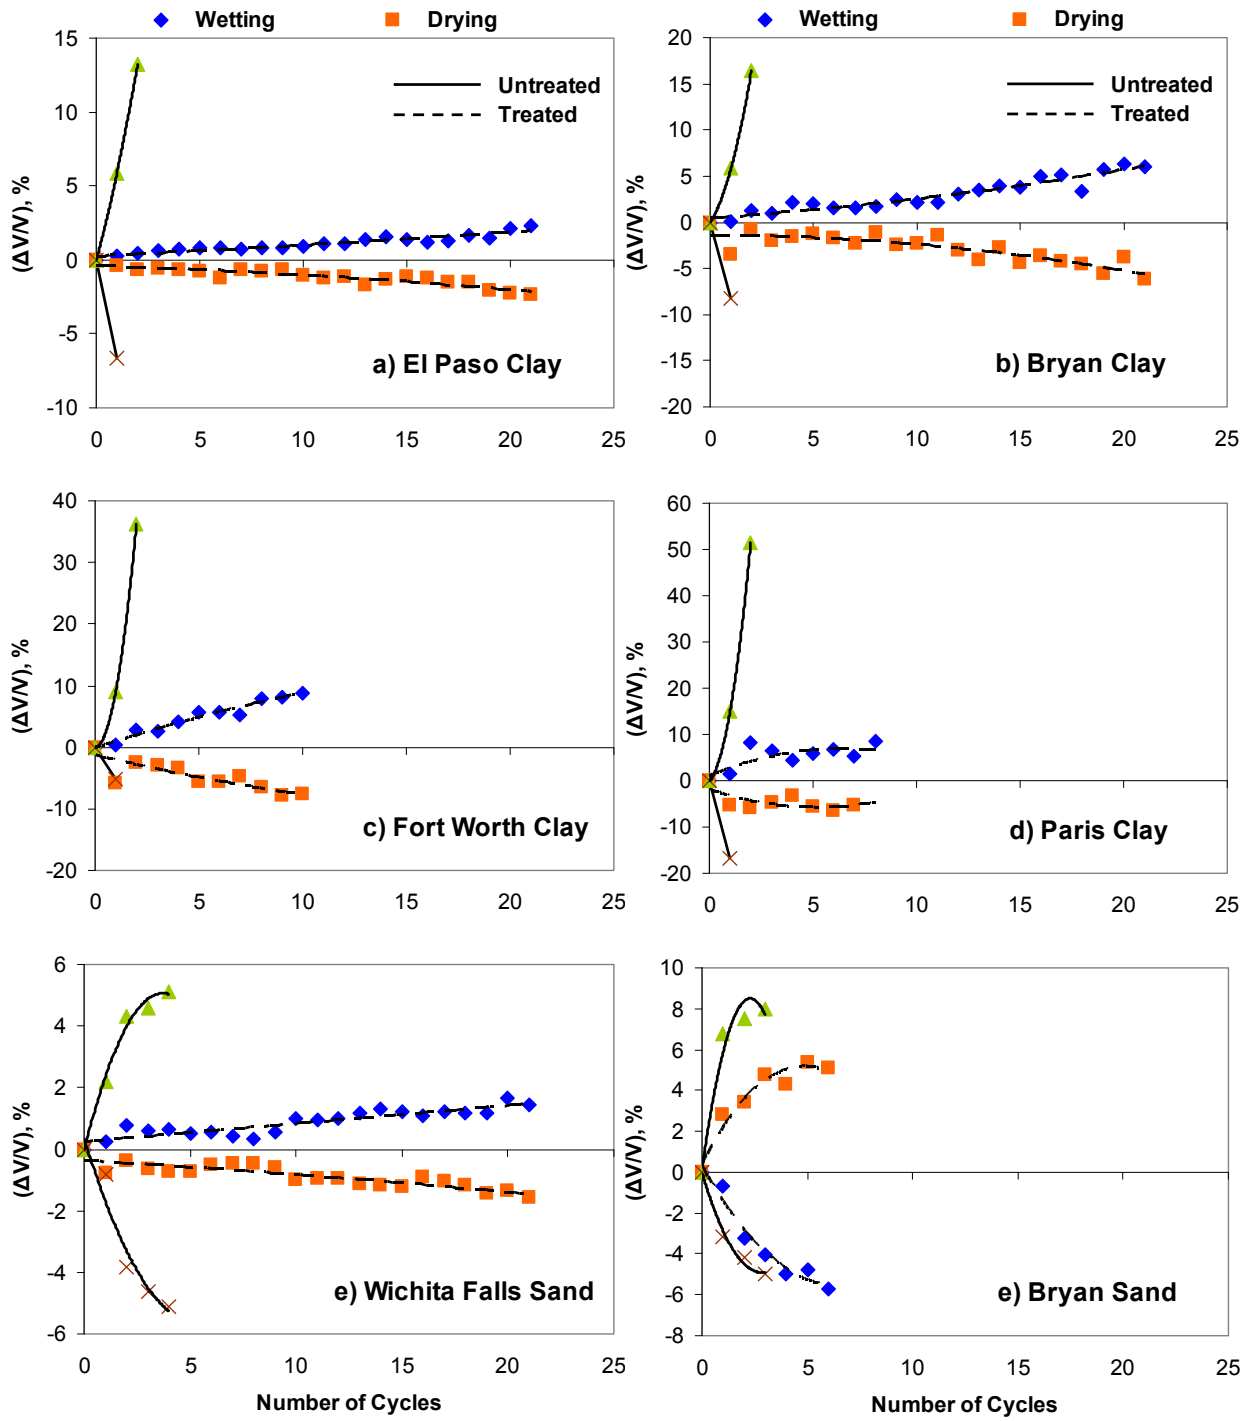 Wetting Drying
Wetting Drying
15
10
5
0
-5
-10
0 5 10 15 20 25
(ΔV/V), %
Untreated
Treated
a) El Paso Clay
20
15
10
5
0
-5
-10
-15
-20
0 5 10 15 20 25
(ΔV/V), %
Untreated
Treated
b) Bryan Clay
40
30
20
10
0
-10
-20
0 5 10 15 20 25
(ΔV/V), %
c) Fort Worth Clay
60
50
40
30
20
10
0
-10
-20
0 5 10 15 20 25
(ΔV/V), %
d) Paris Clay
6
4
2
0
-2
-4
-6
0 5 10 15 20 25
(ΔV/V), %
e) Wichita Falls Sand
Number of Cycles
10
8
6
4
2
0
-2
-4
-6
-8
0 5 10 15 20 25
(ΔV/V), %
e) Bryan Sand
Number of Cycles